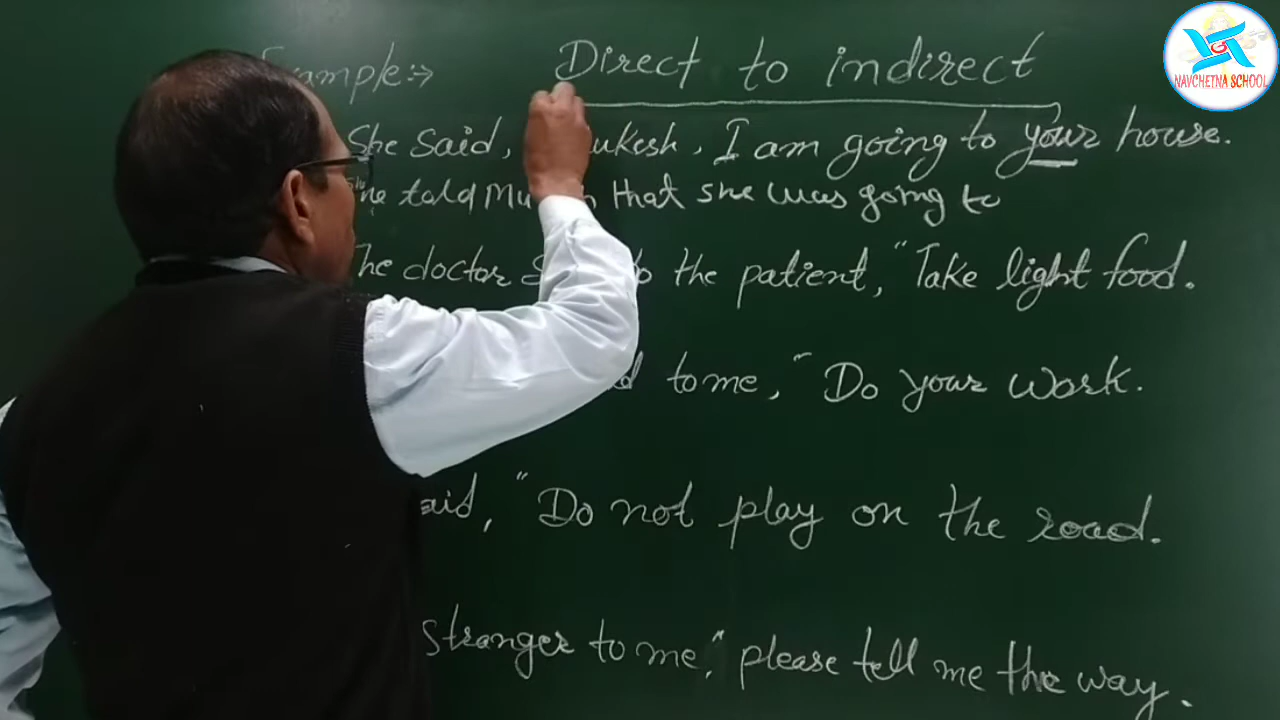 Example:→ Direct to indirect
NAVCHETNA SCHOOL
She said, Mukesh, I am going to your house.
She told that she was going to
The doctor to the patient, "Take light food.
to me, "Do your work.
said, "Do not play on the road.
stranger to me," please tell me the way.